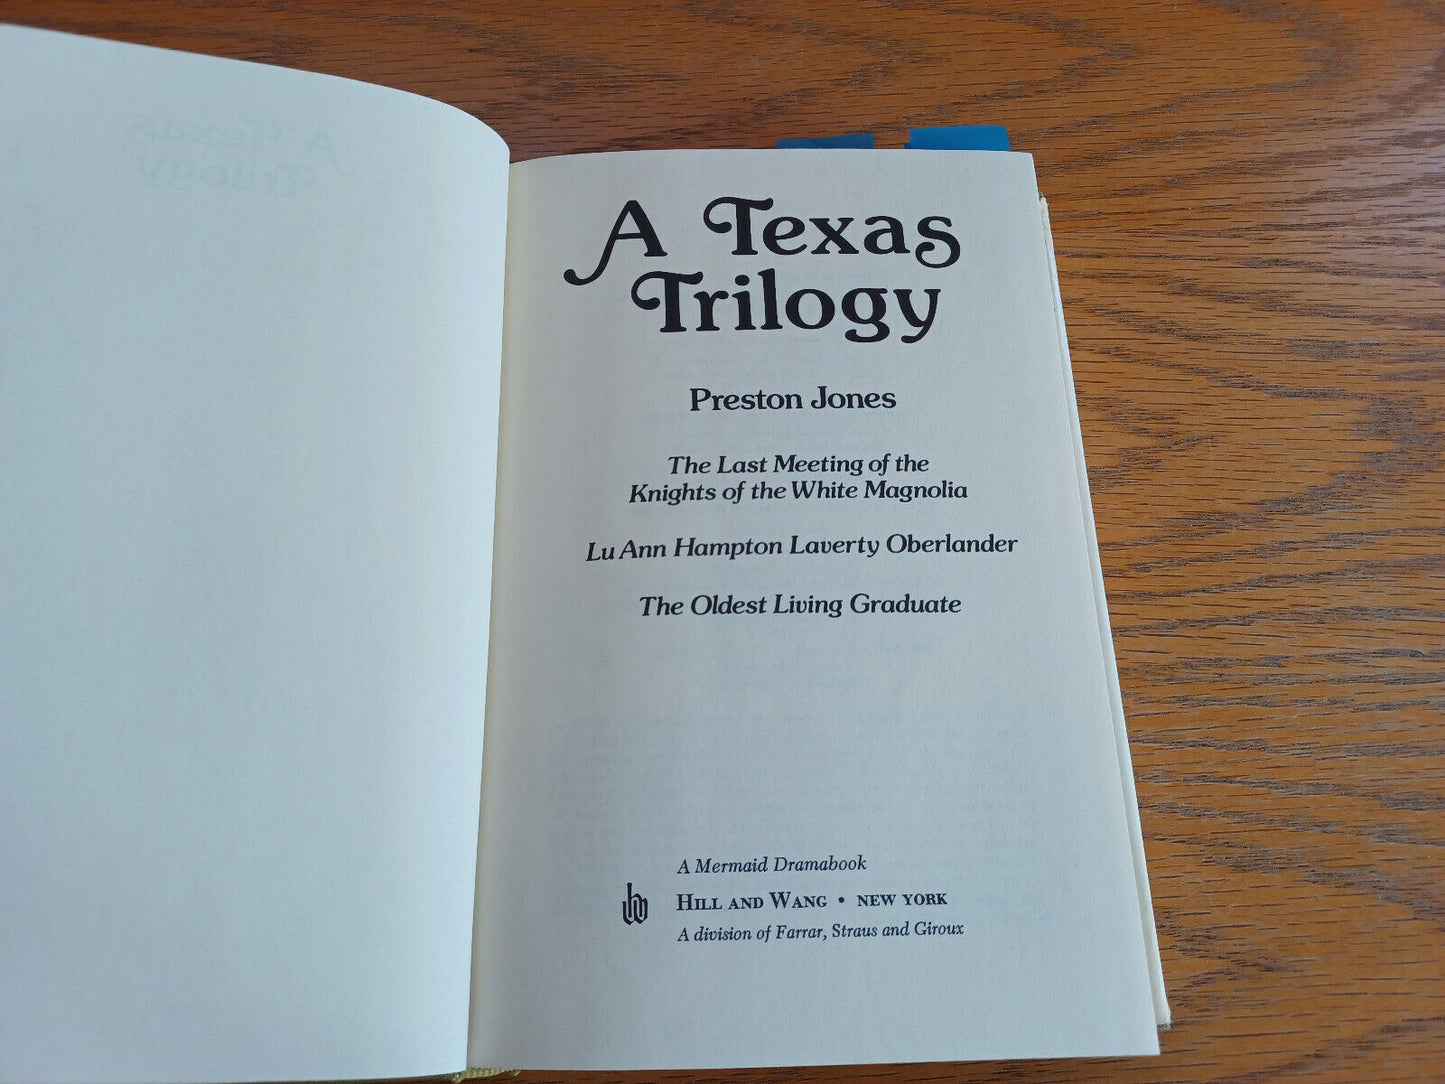 A Texas
Trilogy
Preston Jones
The Last Meeting of the
Knights of the White Magnolia
Lu Ann Hampton Laverty Oberlander
The Oldest Living Graduate
A Mermaid Dramabook
HILL AND WANG • NEW YORK
A division of Farrar, Straus and Giroux